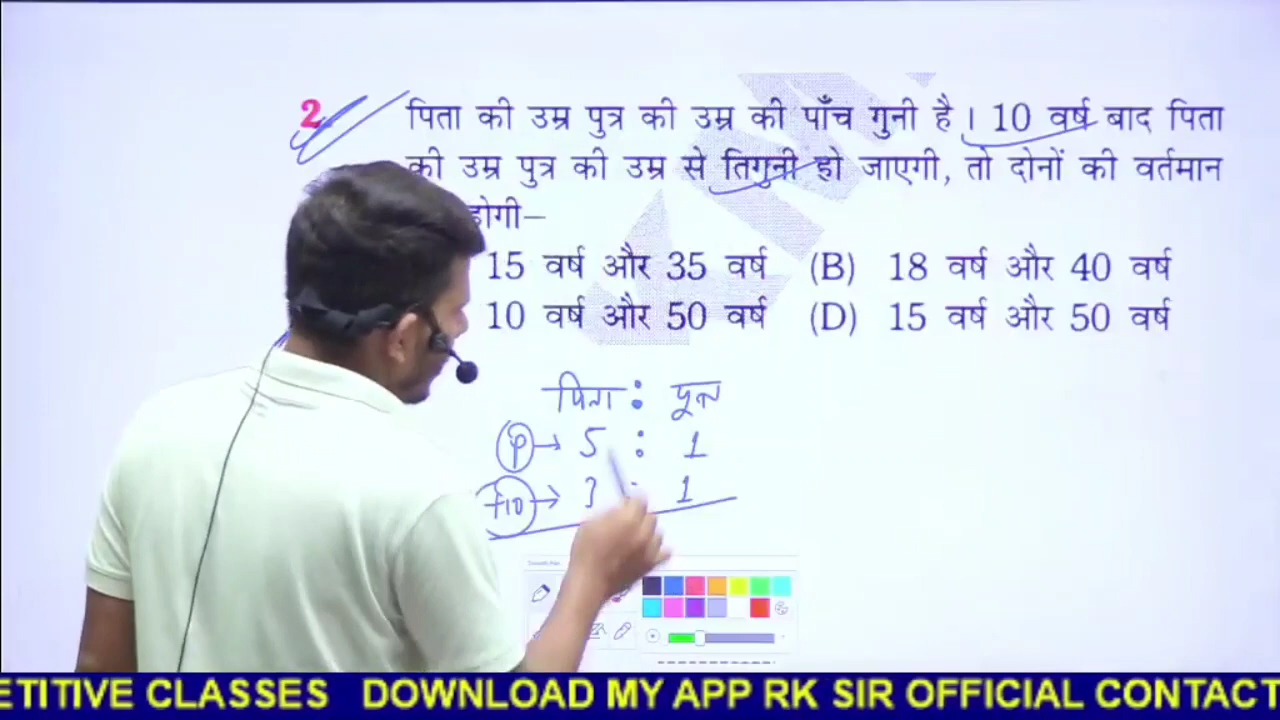 2 पिता की उम्र पुत्र की उम्र की पाँच गुनी है । 10 वर्ष बाद पिता
की उम्र पुत्र की उम्र से तिगुनी हो जाएगी, तो दोनों की वर्तमान
होगी–
15 वर्ष और 35 वर्ष (B) 18 वर्ष और 40 वर्ष
10 वर्ष और 50 वर्ष (D) 15 वर्ष और 50 वर्ष
पिता : पुत्र
P → 5 : 1
f10 → 3 : 1
ETITIVE CLASSES DOWNLOAD MY APP RK SIR OFFICIAL CONTACT